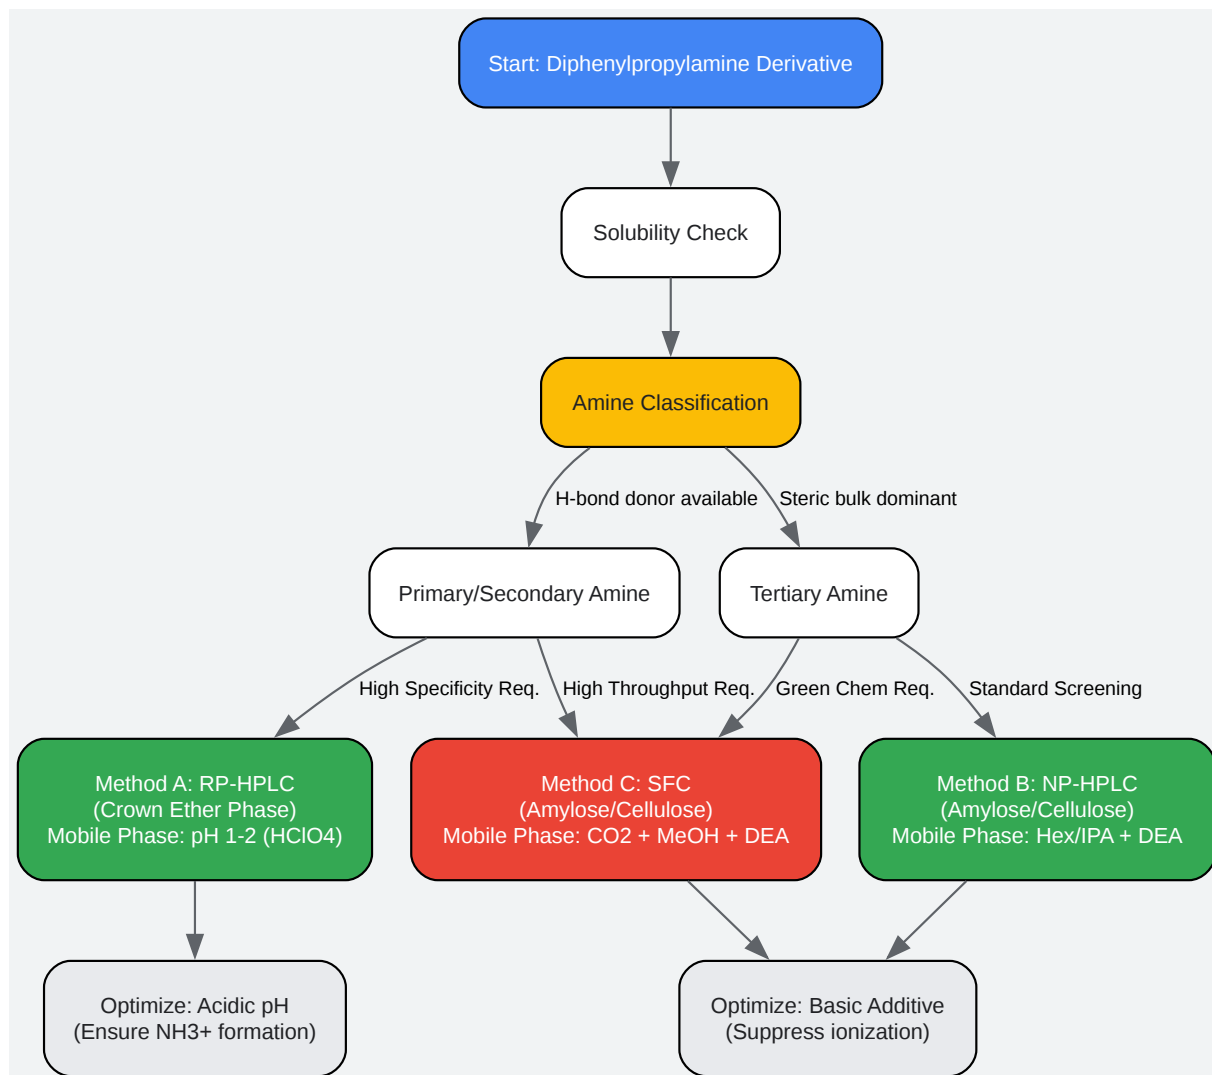 Start: Diphenylpropylamine Derivative
Solubility Check
Amine Classification
H-bond donor available
Steric bulk dominant
Primary/Secondary Amine
Tertiary Amine
High Specificity Req.
High Throughput Req.
Green Chem Req.
Standard Screening
Method A: RP-HPLC
(Crown Ether Phase)
Mobile Phase: pH 1-2 (HClO4)
Method C: SFC
(Amylose/Cellulose)
Mobile Phase: CO2 + MeOH + DEA
Method B: NP-HPLC
(Amylose/Cellulose)
Mobile Phase: Hex/IPA + DEA
Optimize: Acidic pH
(Ensure NH3+ formation)
Optimize: Basic Additive
(Suppress ionization)